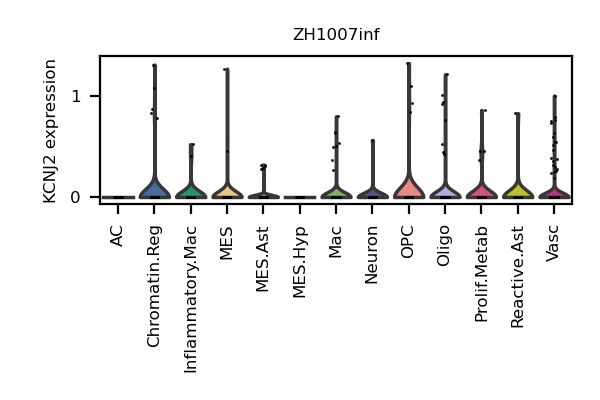 ZH1007inf
KCNJ2 expression
1
0
AC
Chromatin.Reg
Inflammatory.Mac
MES
MES.Ast
MES.Hyp
Mac
Neuron
OPC
Oligo
Prolif.Metab
Reactive.Ast
Vasc